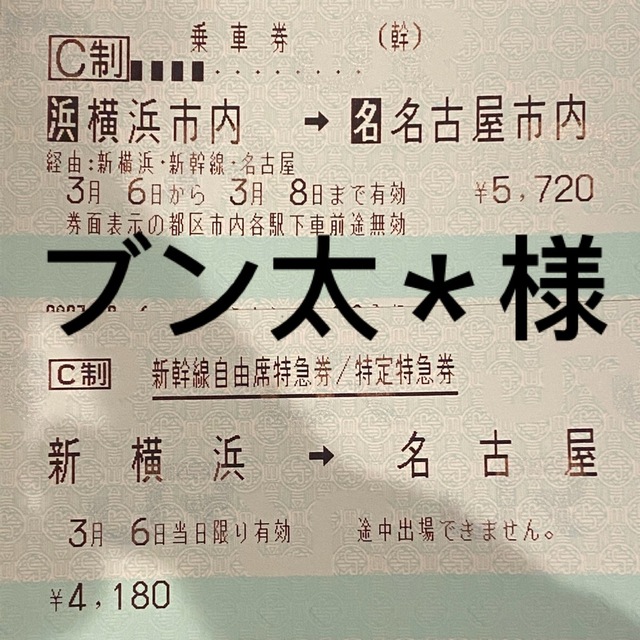 乗車券 (幹)
C制
浜 横浜市内 → 名 名古屋市内
経由:新横浜・新幹線・名古屋
3月 6日から 3月 8日まで有効 ¥5,720
券面表示の都区市内各駅下車前途無効
ブン太＊様
C制 新幹線自由席特急券/特定特急券
新横浜 → 名古屋
3月 6日当日限り有効 途中出場できません。
¥4,180